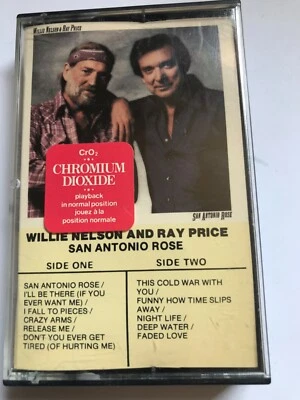 WILLIE NELSON & RAY PRICE
SAN ANTONIO ROSE
CrO2
CHROMIUM
DIOXIDE
playback
in normal position
jouez à la
position normale
WILLIE NELSON AND RAY PRICE
SAN ANTONIO ROSE
SIDE ONE
SAN ANTONIO ROSE /
I'LL BE THERE (IF YOU
EVER WANT ME) /
I FALL TO PIECES /
CRAZY ARMS /
RELEASE ME /
DON'T YOU EVER GET
TIRED (OF HURTING ME)
SIDE TWO
THIS COLD WAR WITH
YOU /
FUNNY HOW TIME SLIPS
AWAY /
NIGHT LIFE /
DEEP WATER /
FADED LOVE